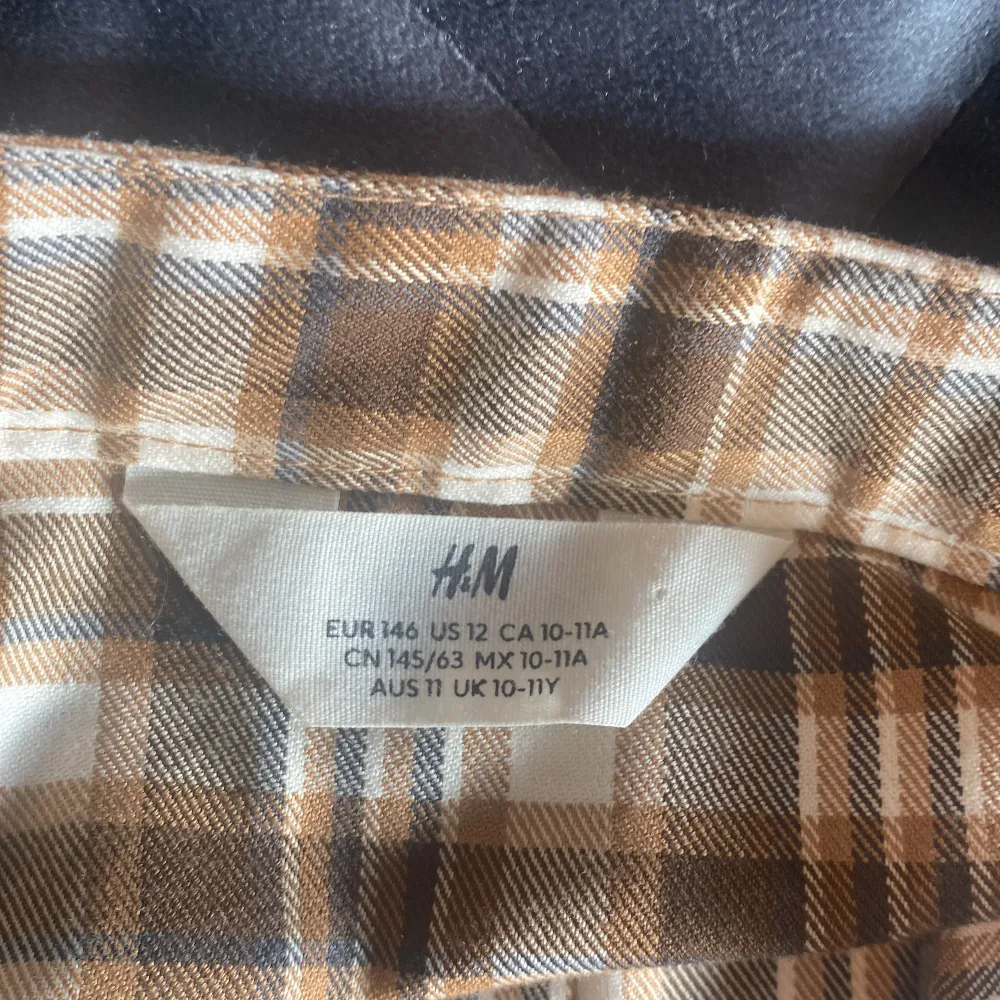 H&M
EUR 146 US 12 CA 10-11A
CN 145/63 MX 10-11A
AUS 11 UK 10-11Y